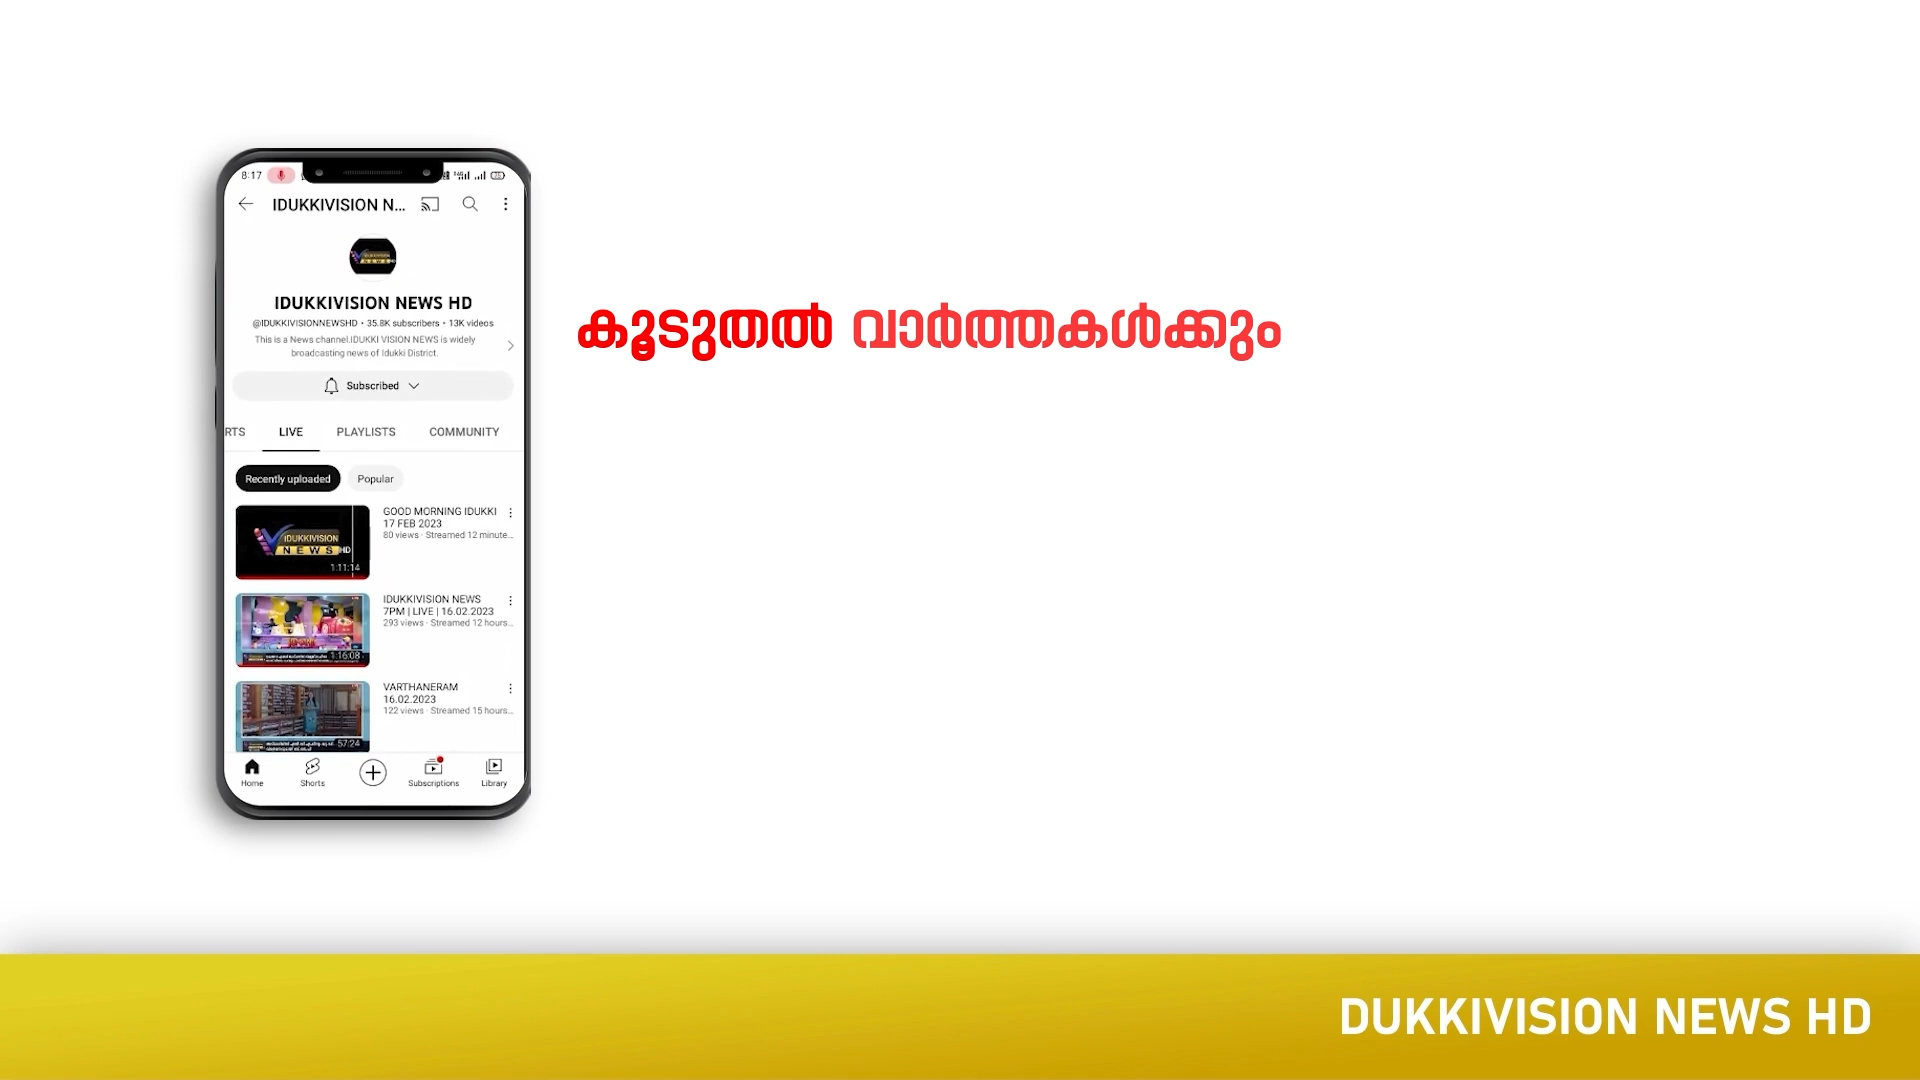 8:17
IDUKKIVISION N...
IDUKKIVISION NEWS HD
@IDUKKIVISIONNEWSHD • 35.8K subscribers • 13K videos
This is a News channel.IDUKKI VISION NEWS is widely
broadcasting news of Idukki District.
Subscribed
RTS LIVE PLAYLISTS COMMUNITY
Recently uploaded Popular
IDUKKIVISION
NEWS HD
1:11:14
GOOD MORNING IDUKKI
17 FEB 2023
80 views · Streamed 12 minute...
1:16:08
IDUKKIVISION NEWS
7PM | LIVE | 16.02.2023
293 views · Streamed 12 hours...
57:24
VARTHANERAM
16.02.2023
122 views · Streamed 15 hours...
Home Shorts Subscriptions Library
കൂടുതൽ വാർത്തകൾക്കും
DUKKIVISION NEWS HD